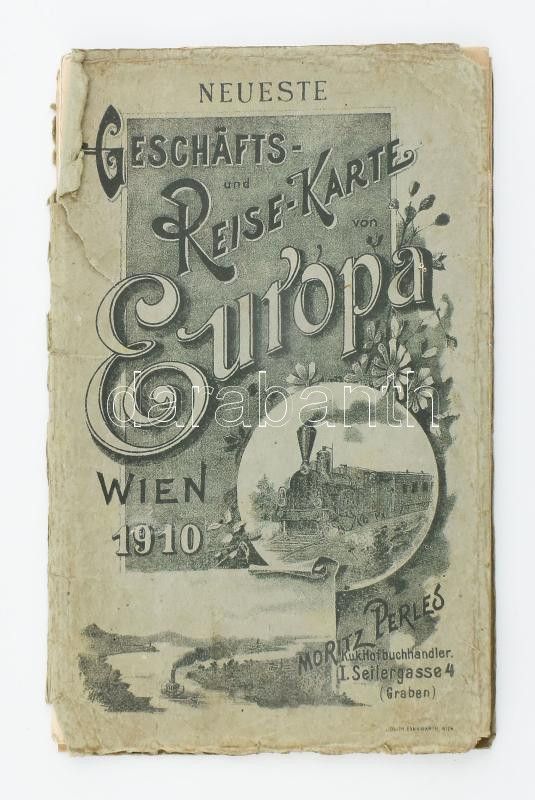 NEUESTE
GESCHÄFTS-
und
REISE-KARTE
von
Europa
darabanth
WIEN
1910
MORITZ PERLES
K.u.k.Hofbuchhändler.
I. Seilergasse 4
(Graben)